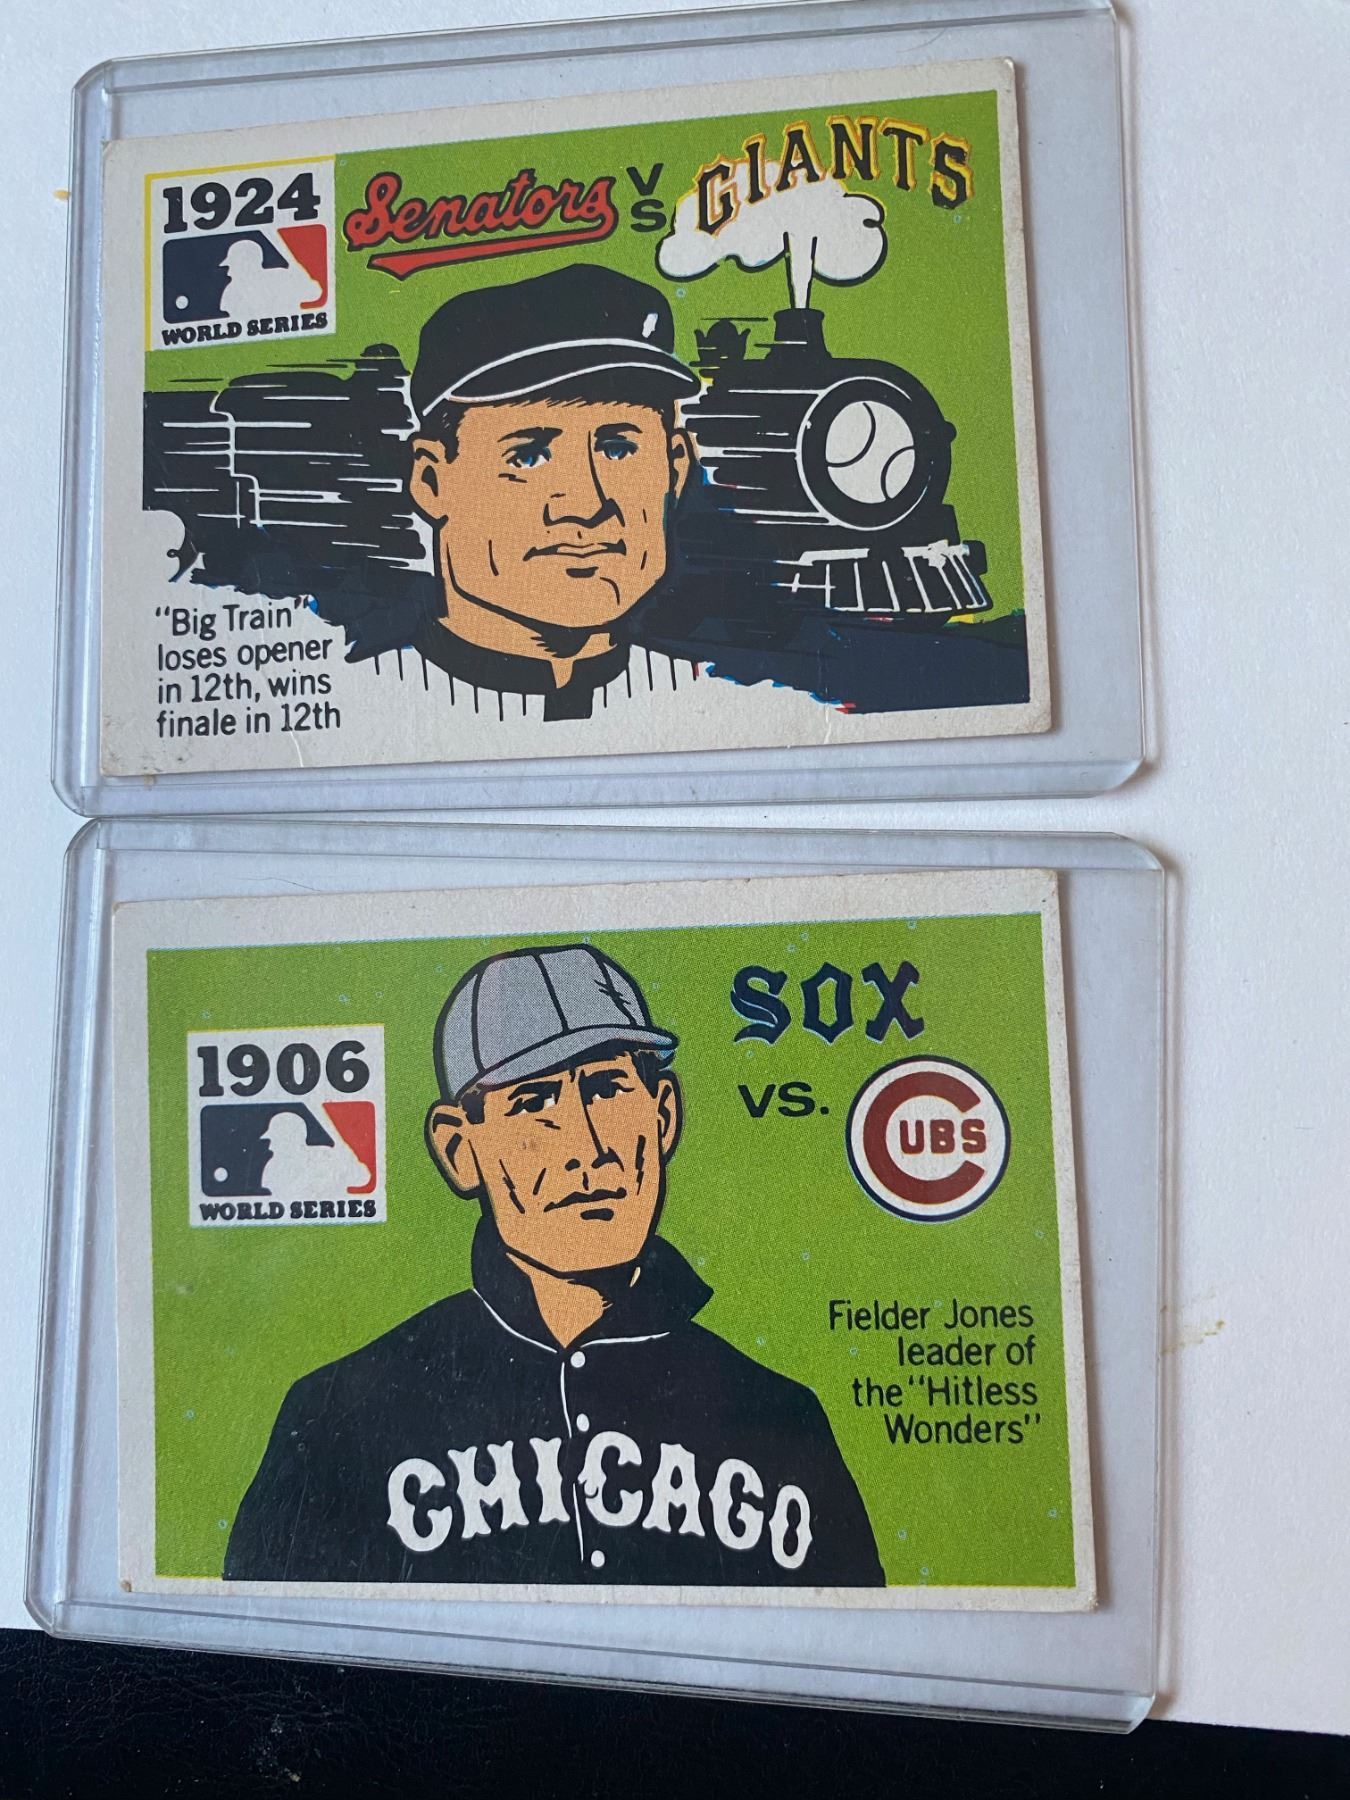 1924
WORLD SERIES
Senators
VS
GIANTS
"Big Train"
loses opener
in 12th, wins
finale in 12th
1906
WORLD SERIES
SOX
VS.
CUBS
Fielder Jones
leader of
the "Hitless
Wonders"
CHICAGO